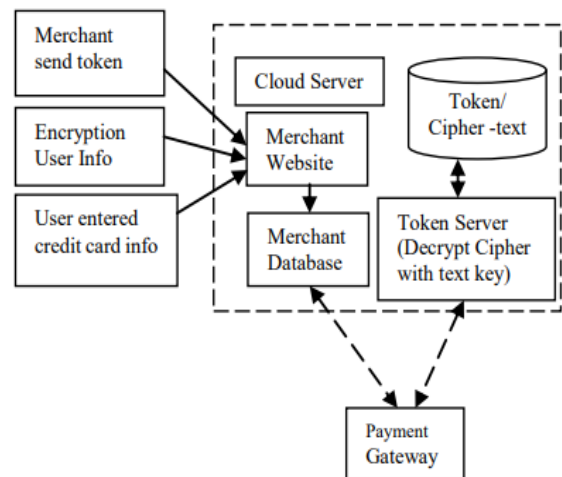 Merchant
send token
Encryption
User Info
User entered
credit card info
Cloud Server
Merchant
Website
Merchant
Database
Token/
Cipher -text
Token Server
(Decrypt Cipher
with text key)
Payment
Gateway